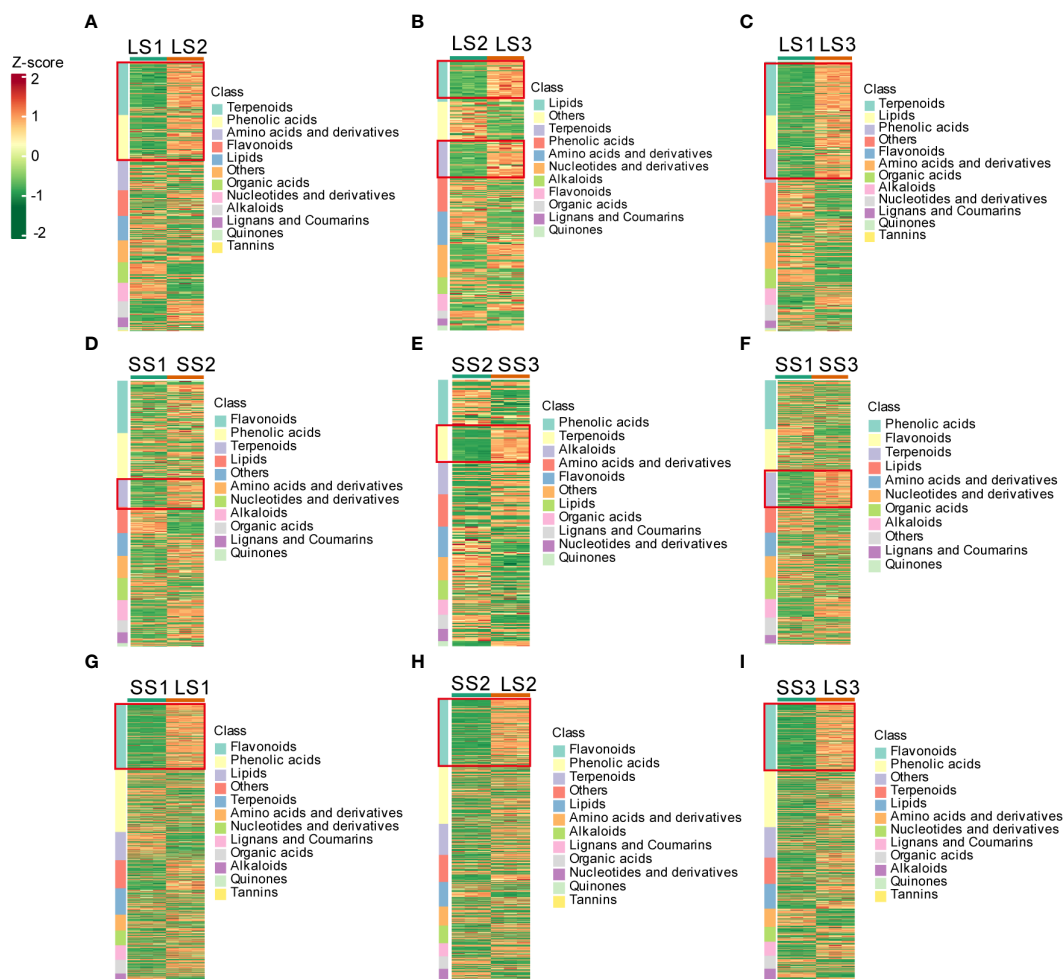 A
LS1 LS2
Z-score
2
1
0
-1
-2
Class
Terpenoids
Phenolic acids
Amino acids and derivatives
Flavonoids
Lipids
Others
Organic acids
Nucleotides and derivatives
Alkaloids
Lignans and Coumarins
Quinones
Tannins
B
LS2 LS3
Class
Lipids
Others
Terpenoids
Phenolic acids
Amino acids and derivatives
Nucleotides and derivatives
Alkaloids
Flavonoids
Organic acids
Lignans and Coumarins
Quinones
C
LS1 LS3
Class
Terpenoids
Lipids
Phenolic acids
Others
Flavonoids
Amino acids and derivatives
Organic acids
Alkaloids
Nucleotides and derivatives
Lignans and Coumarins
Quinones
Tannins
D
SS1 SS2
Class
Flavonoids
Phenolic acids
Terpenoids
Lipids
Others
Amino acids and derivatives
Nucleotides and derivatives
Alkaloids
Organic acids
Lignans and Coumarins
Quinones
E
SS2 SS3
Class
Phenolic acids
Terpenoids
Alkaloids
Amino acids and derivatives
Flavonoids
Others
Lipids
Organic acids
Lignans and Coumarins
Nucleotides and derivatives
Quinones
F
SS1 SS3
Class
Phenolic acids
Flavonoids
Terpenoids
Lipids
Amino acids and derivatives
Nucleotides and derivatives
Organic acids
Alkaloids
Others
Lignans and Coumarins
Quinones
G
SS1 LS1
Class
Flavonoids
Phenolic acids
Lipids
Others
Terpenoids
Amino acids and derivatives
Nucleotides and derivatives
Lignans and Coumarins
Organic acids
Alkaloids
Quinones
Tannins
H
SS2 LS2
Class
Flavonoids
Phenolic acids
Terpenoids
Others
Lipids
Amino acids and derivatives
Alkaloids
Lignans and Coumarins
Organic acids
Nucleotides and derivatives
Quinones
Tannins
I
SS3 LS3
Class
Flavonoids
Phenolic acids
Others
Terpenoids
Lipids
Amino acids and derivatives
Nucleotides and derivatives
Lignans and Coumarins
Organic acids
Alkaloids
Quinones
Tannins